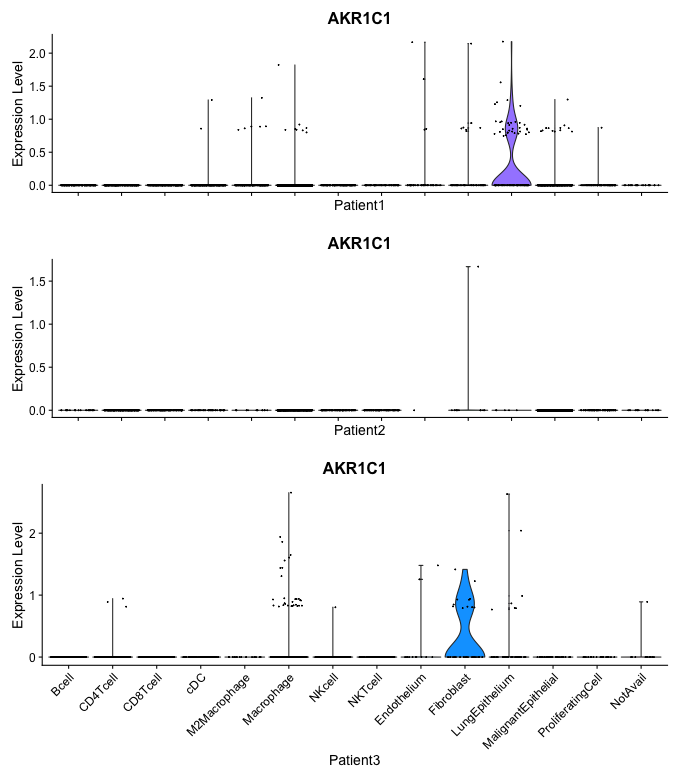 AKR1C1
Expression Level
2.0
1.5
1.0
0.5
0.0
Patient1
AKR1C1
Expression Level
1.5
1.0
0.5
0.0
Patient2
AKR1C1
Expression Level
2
1
0
Bcell
CD4Tcell
CD8Tcell
cDC
M2Macrophage
Macrophage
NKcell
NKTcell
Endothelium
Fibroblast
LungEpithelium
MalignantEpithelial
ProliferatingCell
NotAvail
Patient3